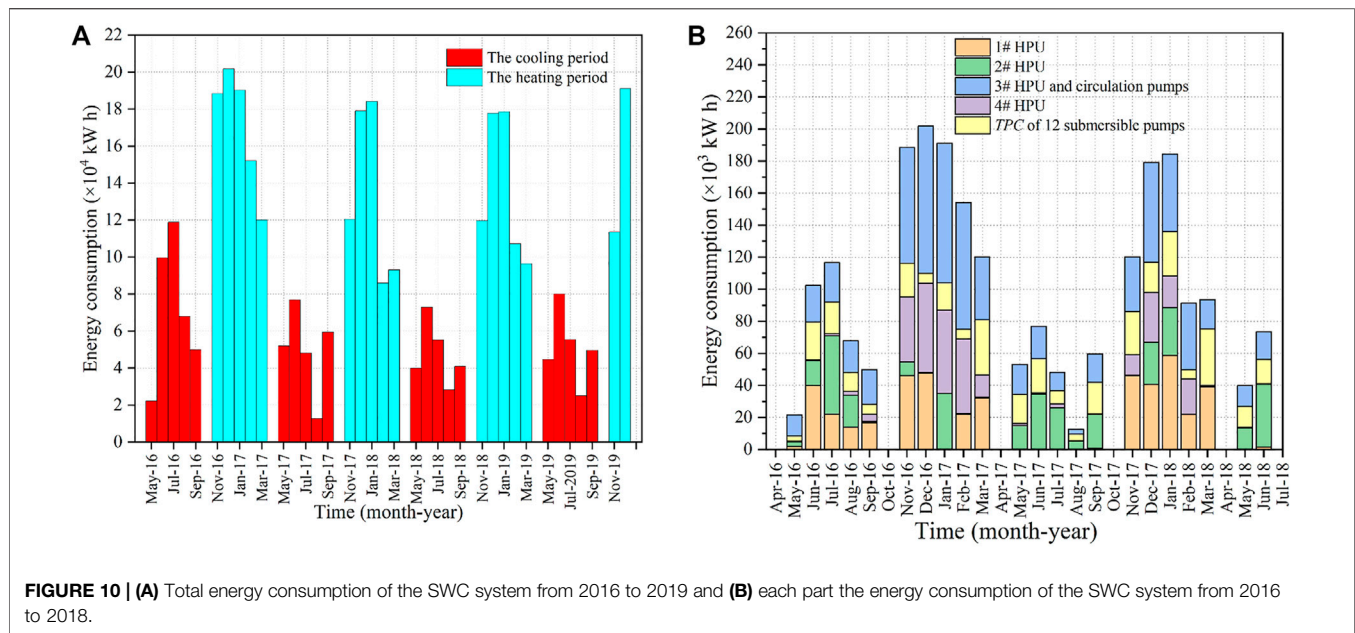 A
22
20
18
16
14
12
10
8
6
4
2
0
Energy consumption (×10⁴ kW h)
The cooling period
The heating period
May-16
Jul-16
Sep-16
Nov-16
Jan-17
Mar-17
May-17
Jul-17
Sep-17
Nov-17
Jan-18
Mar-18
May-18
Jul-18
Sep-18
Nov-18
Jan-19
Mar-19
May-19
Jul-2019
Sep-19
Nov-19
Time (month-year)
B
260
240
220
200
180
160
140
120
100
80
60
40
20
0
Energy consumption (×10³ kW h)
1# HPU
2# HPU
3# HPU and circulation pumps
4# HPU
TPC of 12 submersible pumps
Apr-16
May-16
Jun-16
Jul-16
Aug-16
Sep-16
Oct-16
Nov-16
Dec-16
Jan-17
Feb-17
Mar-17
Apr-17
May-17
Jun-17
Jul-17
Aug-17
Sep-17
Oct-17
Nov-17
Dec-17
Jan-18
Feb-18
Mar-18
Apr-18
May-18
Jun-18
Jul-18
Time (month-year)
FIGURE 10 | (A) Total energy consumption of the SWC system from 2016 to 2019 and (B) each part the energy consumption of the SWC system from 2016
to 2018.